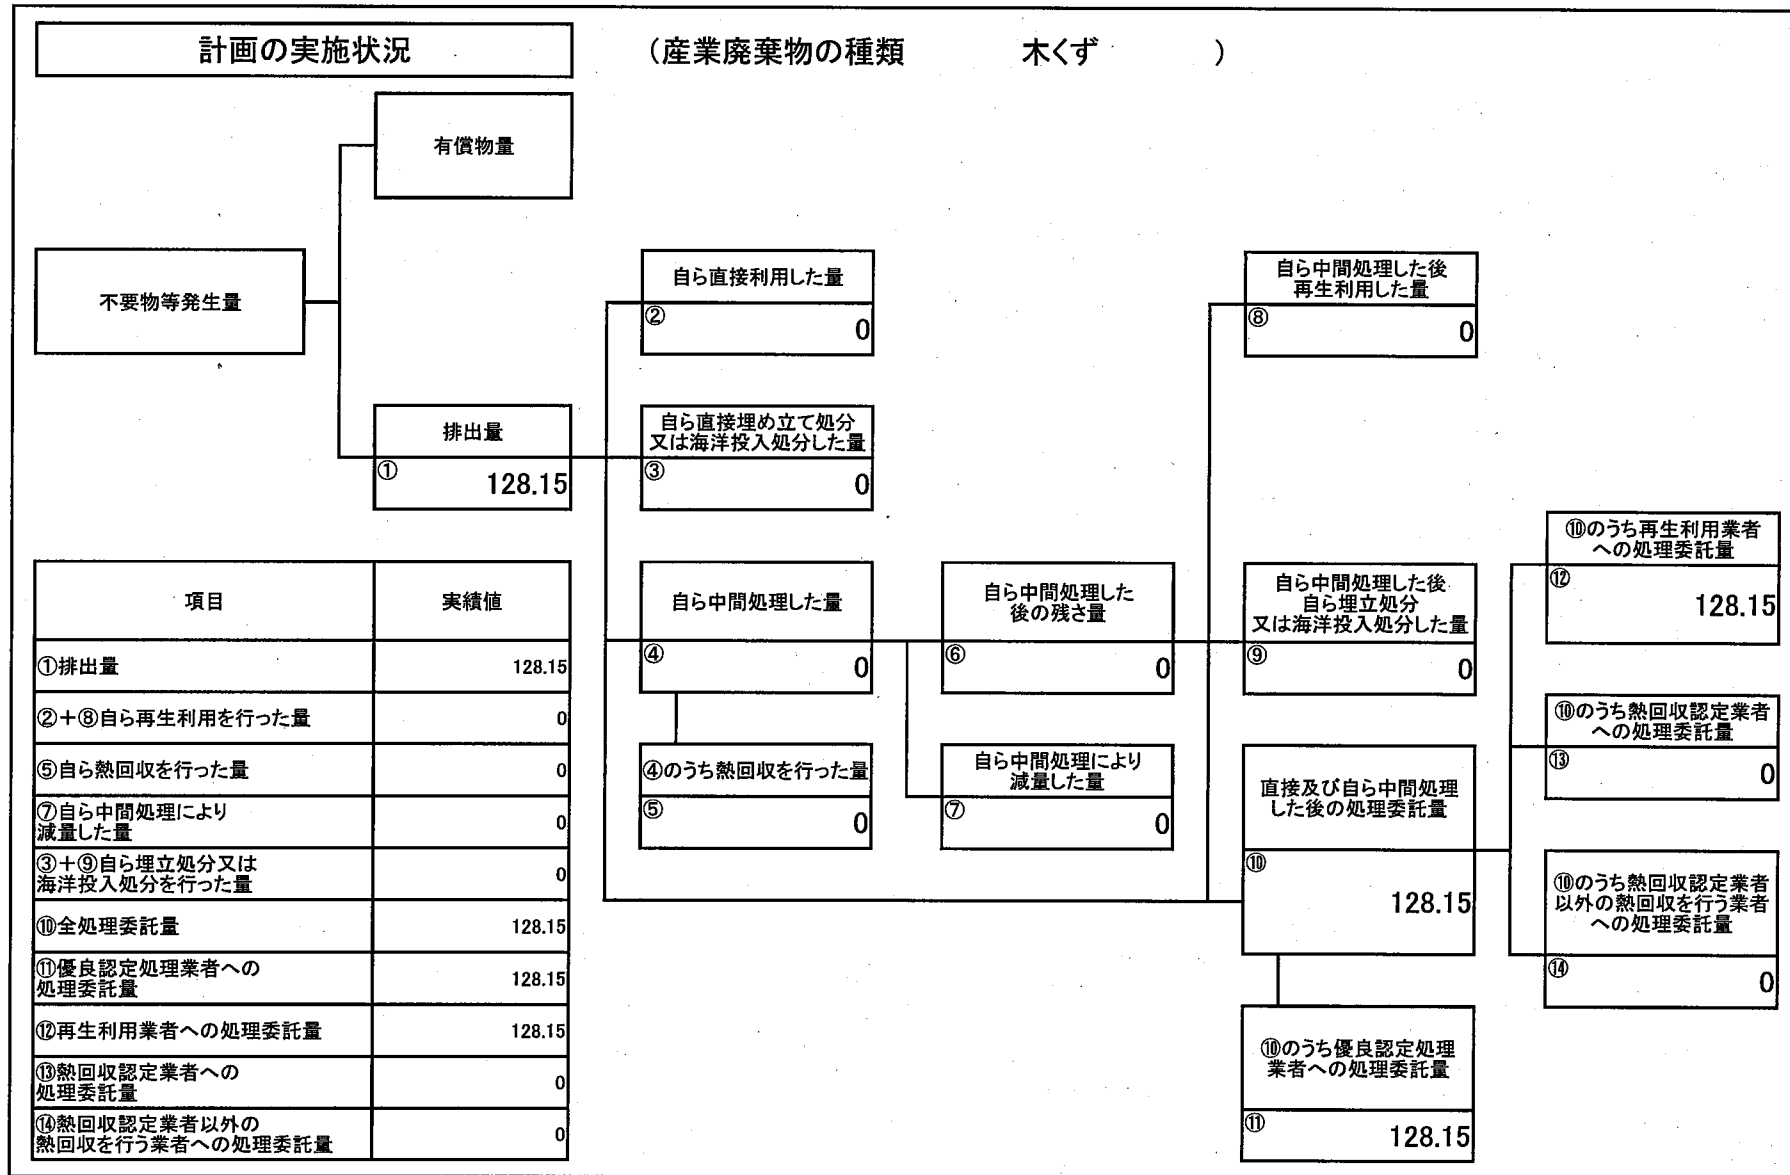 計画の実施状況
(産業廃棄物の種類 木くず )
有償物量
不要物等発生量
自ら直接利用した量
② 0
自ら中間処理した後
再生利用した量
⑧ 0
排出量
① 128.15
自ら直接埋め立て処分
又は海洋投入処分した量
③ 0
⑩のうち再生利用業者
への処理委託量
⑫ 128.15
自ら中間処理した量
④ 0
自ら中間処理した
後の残さ量
⑥ 0
自ら中間処理した後
自ら埋立処分
又は海洋投入処分した量
⑨ 0
⑩のうち熱回収認定業者
への処理委託量
⑬ 0
④のうち熱回収を行った量
⑤ 0
自ら中間処理により
減量した量
⑦ 0
直接及び自ら中間処理
した後の処理委託量
⑩ 128.15
⑩のうち熱回収認定業者
以外の熱回収を行う業者
への処理委託量
⑭ 0
⑩のうち優良認定処理
業者への処理委託量
⑪ 128.15
項目 実績値
①排出量 128.15
②+⑧自ら再生利用を行った量 0
⑤自ら熱回収を行った量 0
⑦自ら中間処理により
減量した量 0
③+⑨自ら埋立処分又は
海洋投入処分を行った量 0
⑩全処理委託量 128.15
⑪優良認定処理業者への
処理委託量 128.15
⑫再生利用業者への処理委託量 128.15
⑬熱回収認定業者への
処理委託量 0
⑭熱回収認定業者以外の
熱回収を行う業者への処理委託量 0